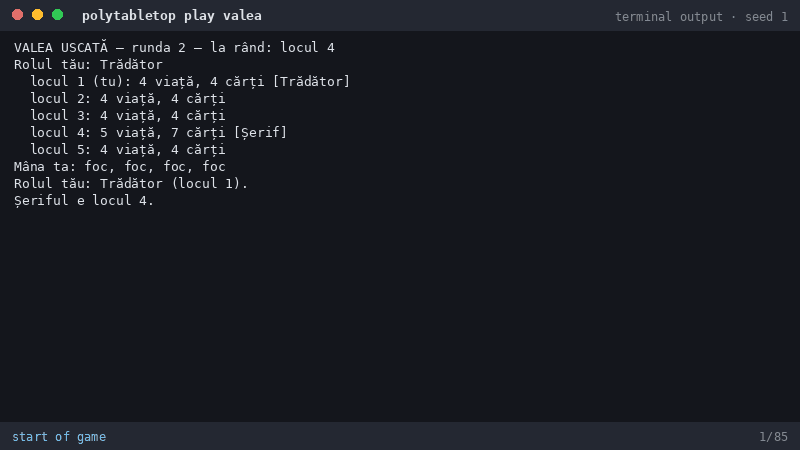 polytabletop play valea
terminal output · seed 1
VALEA USCATĂ — runda 2 — la rând: locul 4
Rolul tău: Trădător
locul 1 (tu): 4 viață, 4 cărți [Trădător]
locul 2: 4 viață, 4 cărți
locul 3: 4 viață, 4 cărți
locul 4: 5 viață, 7 cărți [Șerif]
locul 5: 4 viață, 4 cărți
Mâna ta: foc, foc, foc, foc
Rolul tău: Trădător (locul 1).
Șeriful e locul 4.
start of game
1/85